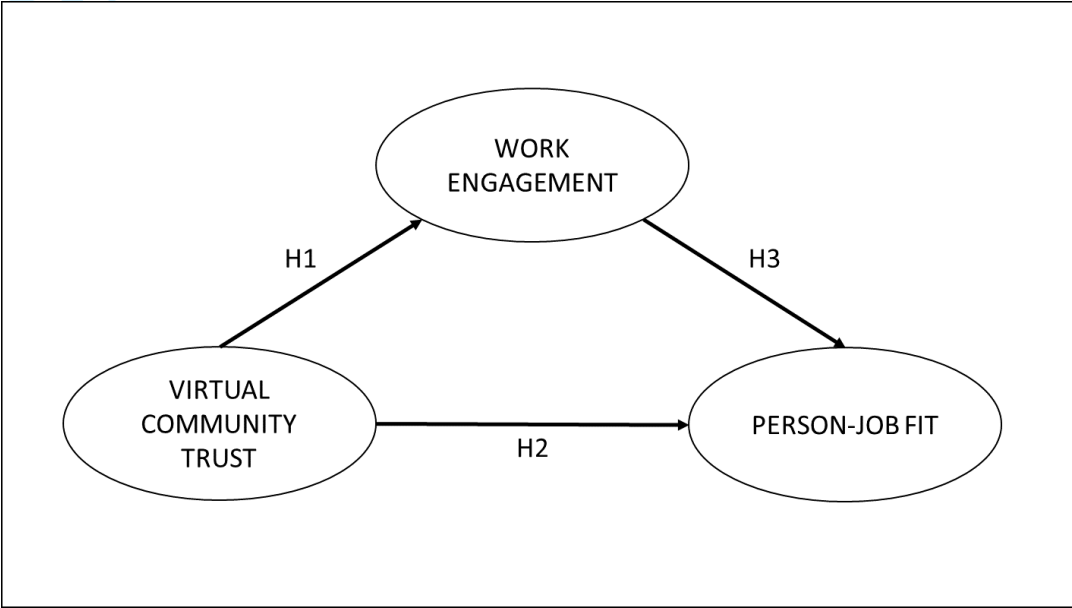 WORK
ENGAGEMENT
H1
H3
VIRTUAL
COMMUNITY
TRUST
H2
PERSON-JOB FIT